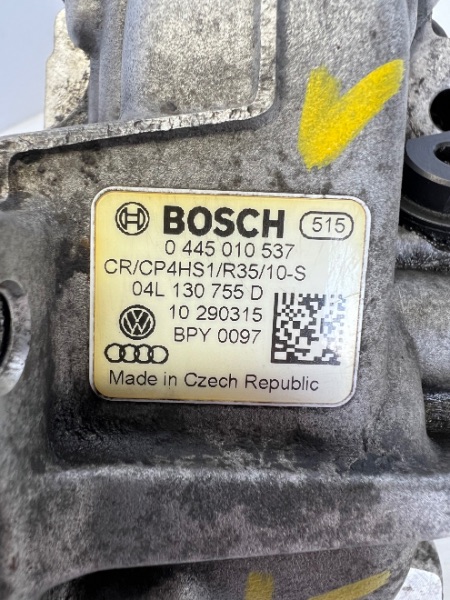 BOSCH 515
0 445 010 537
CR/CP4HS1/R35/10-S
04L 130 755 D
10 290315
BPY 0097
Made in Czech Republic